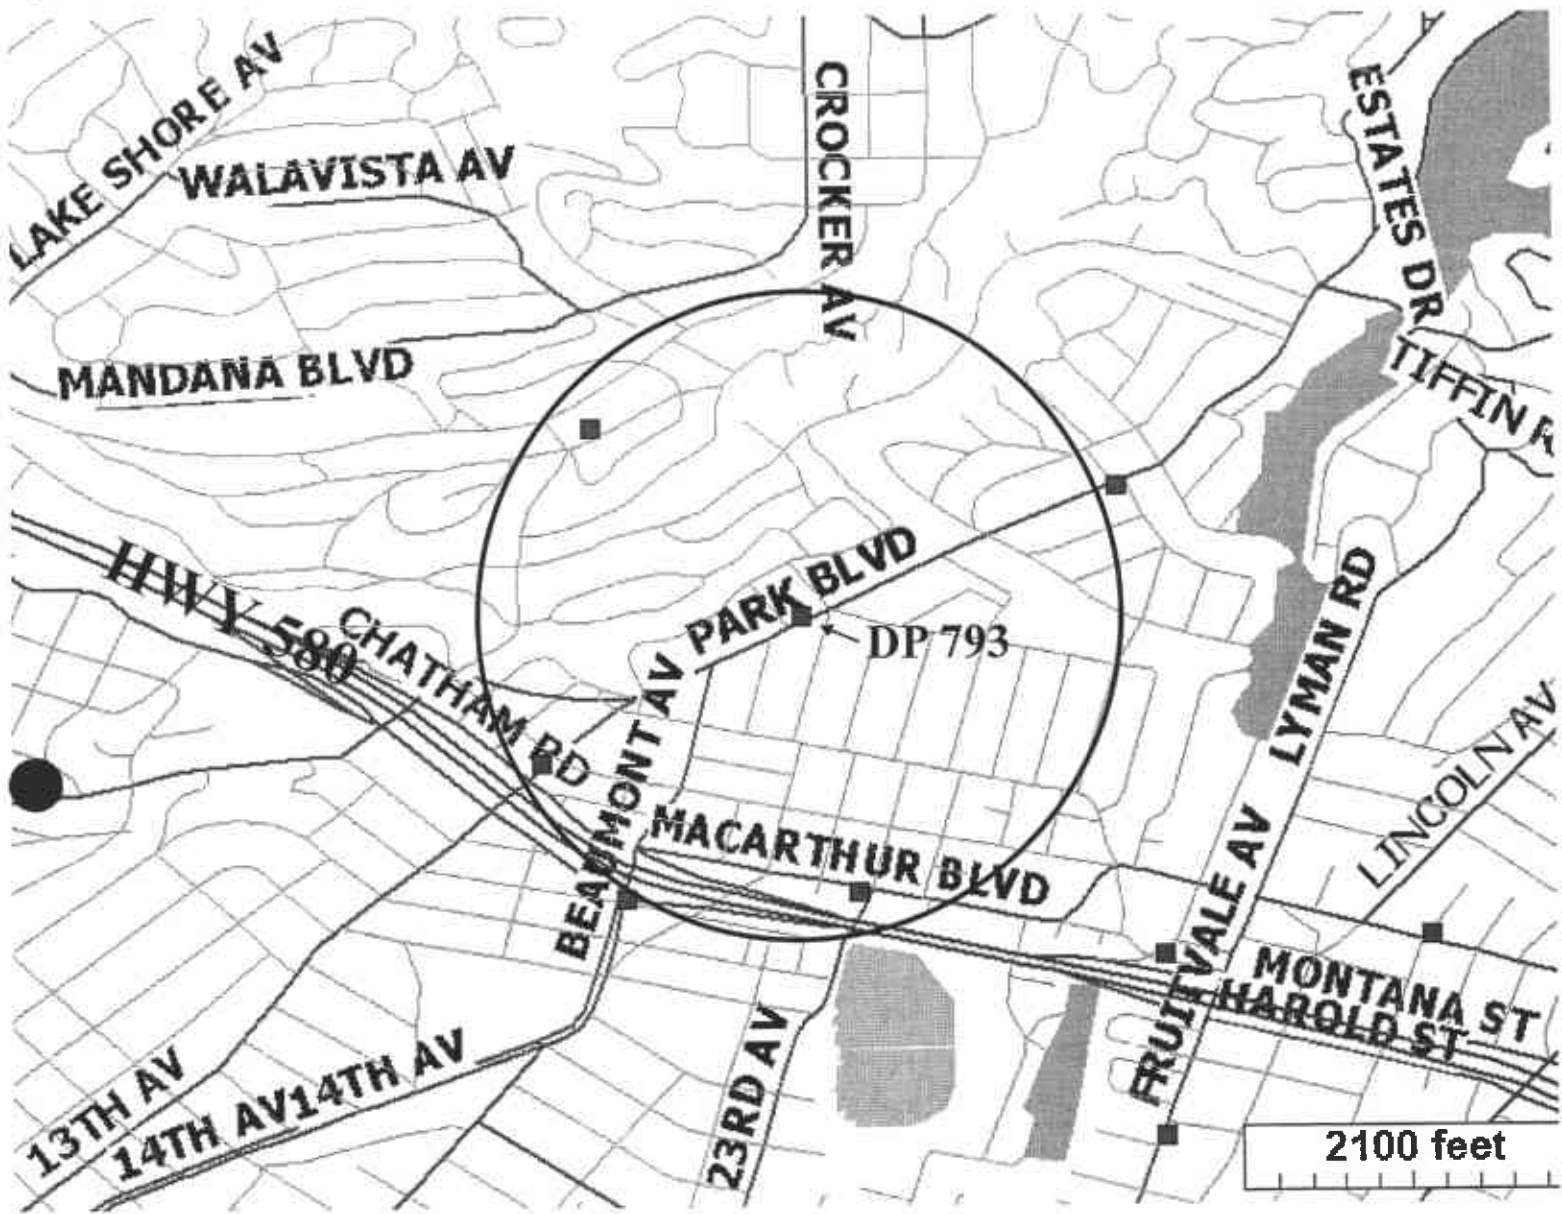 LAKE SHORE AV
WALAVISTA AV
CROCKER AV
ESTATES DR
MANDANA BLVD
TIFFIN R
HWY 580
CHATHAM RD
PARK BLVD
DP 793
BEAUMONT AV
LYMAN RD
LINCOLN AV
MACARTHUR BLVD
FRUITVALE AV
MONTANA ST
HAROLD ST
13TH AV
14TH AV14TH AV
23RD AV
2100 feet